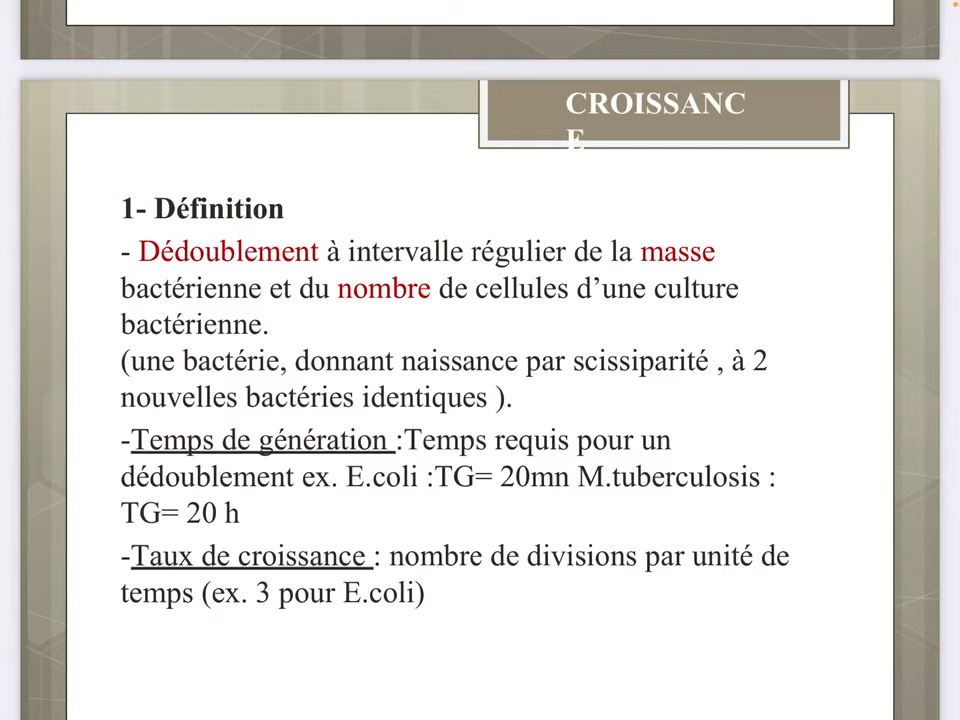 CROISSANC
E
1- Définition
- Dédoublement à intervalle régulier de la masse
bactérienne et du nombre de cellules d’une culture
bactérienne.
(une bactérie, donnant naissance par scissiparité , à 2
nouvelles bactéries identiques ).
-Temps de génération :Temps requis pour un
dédoublement ex. E.coli :TG= 20mn M.tuberculosis :
TG= 20 h
-Taux de croissance : nombre de divisions par unité de
temps (ex. 3 pour E.coli)